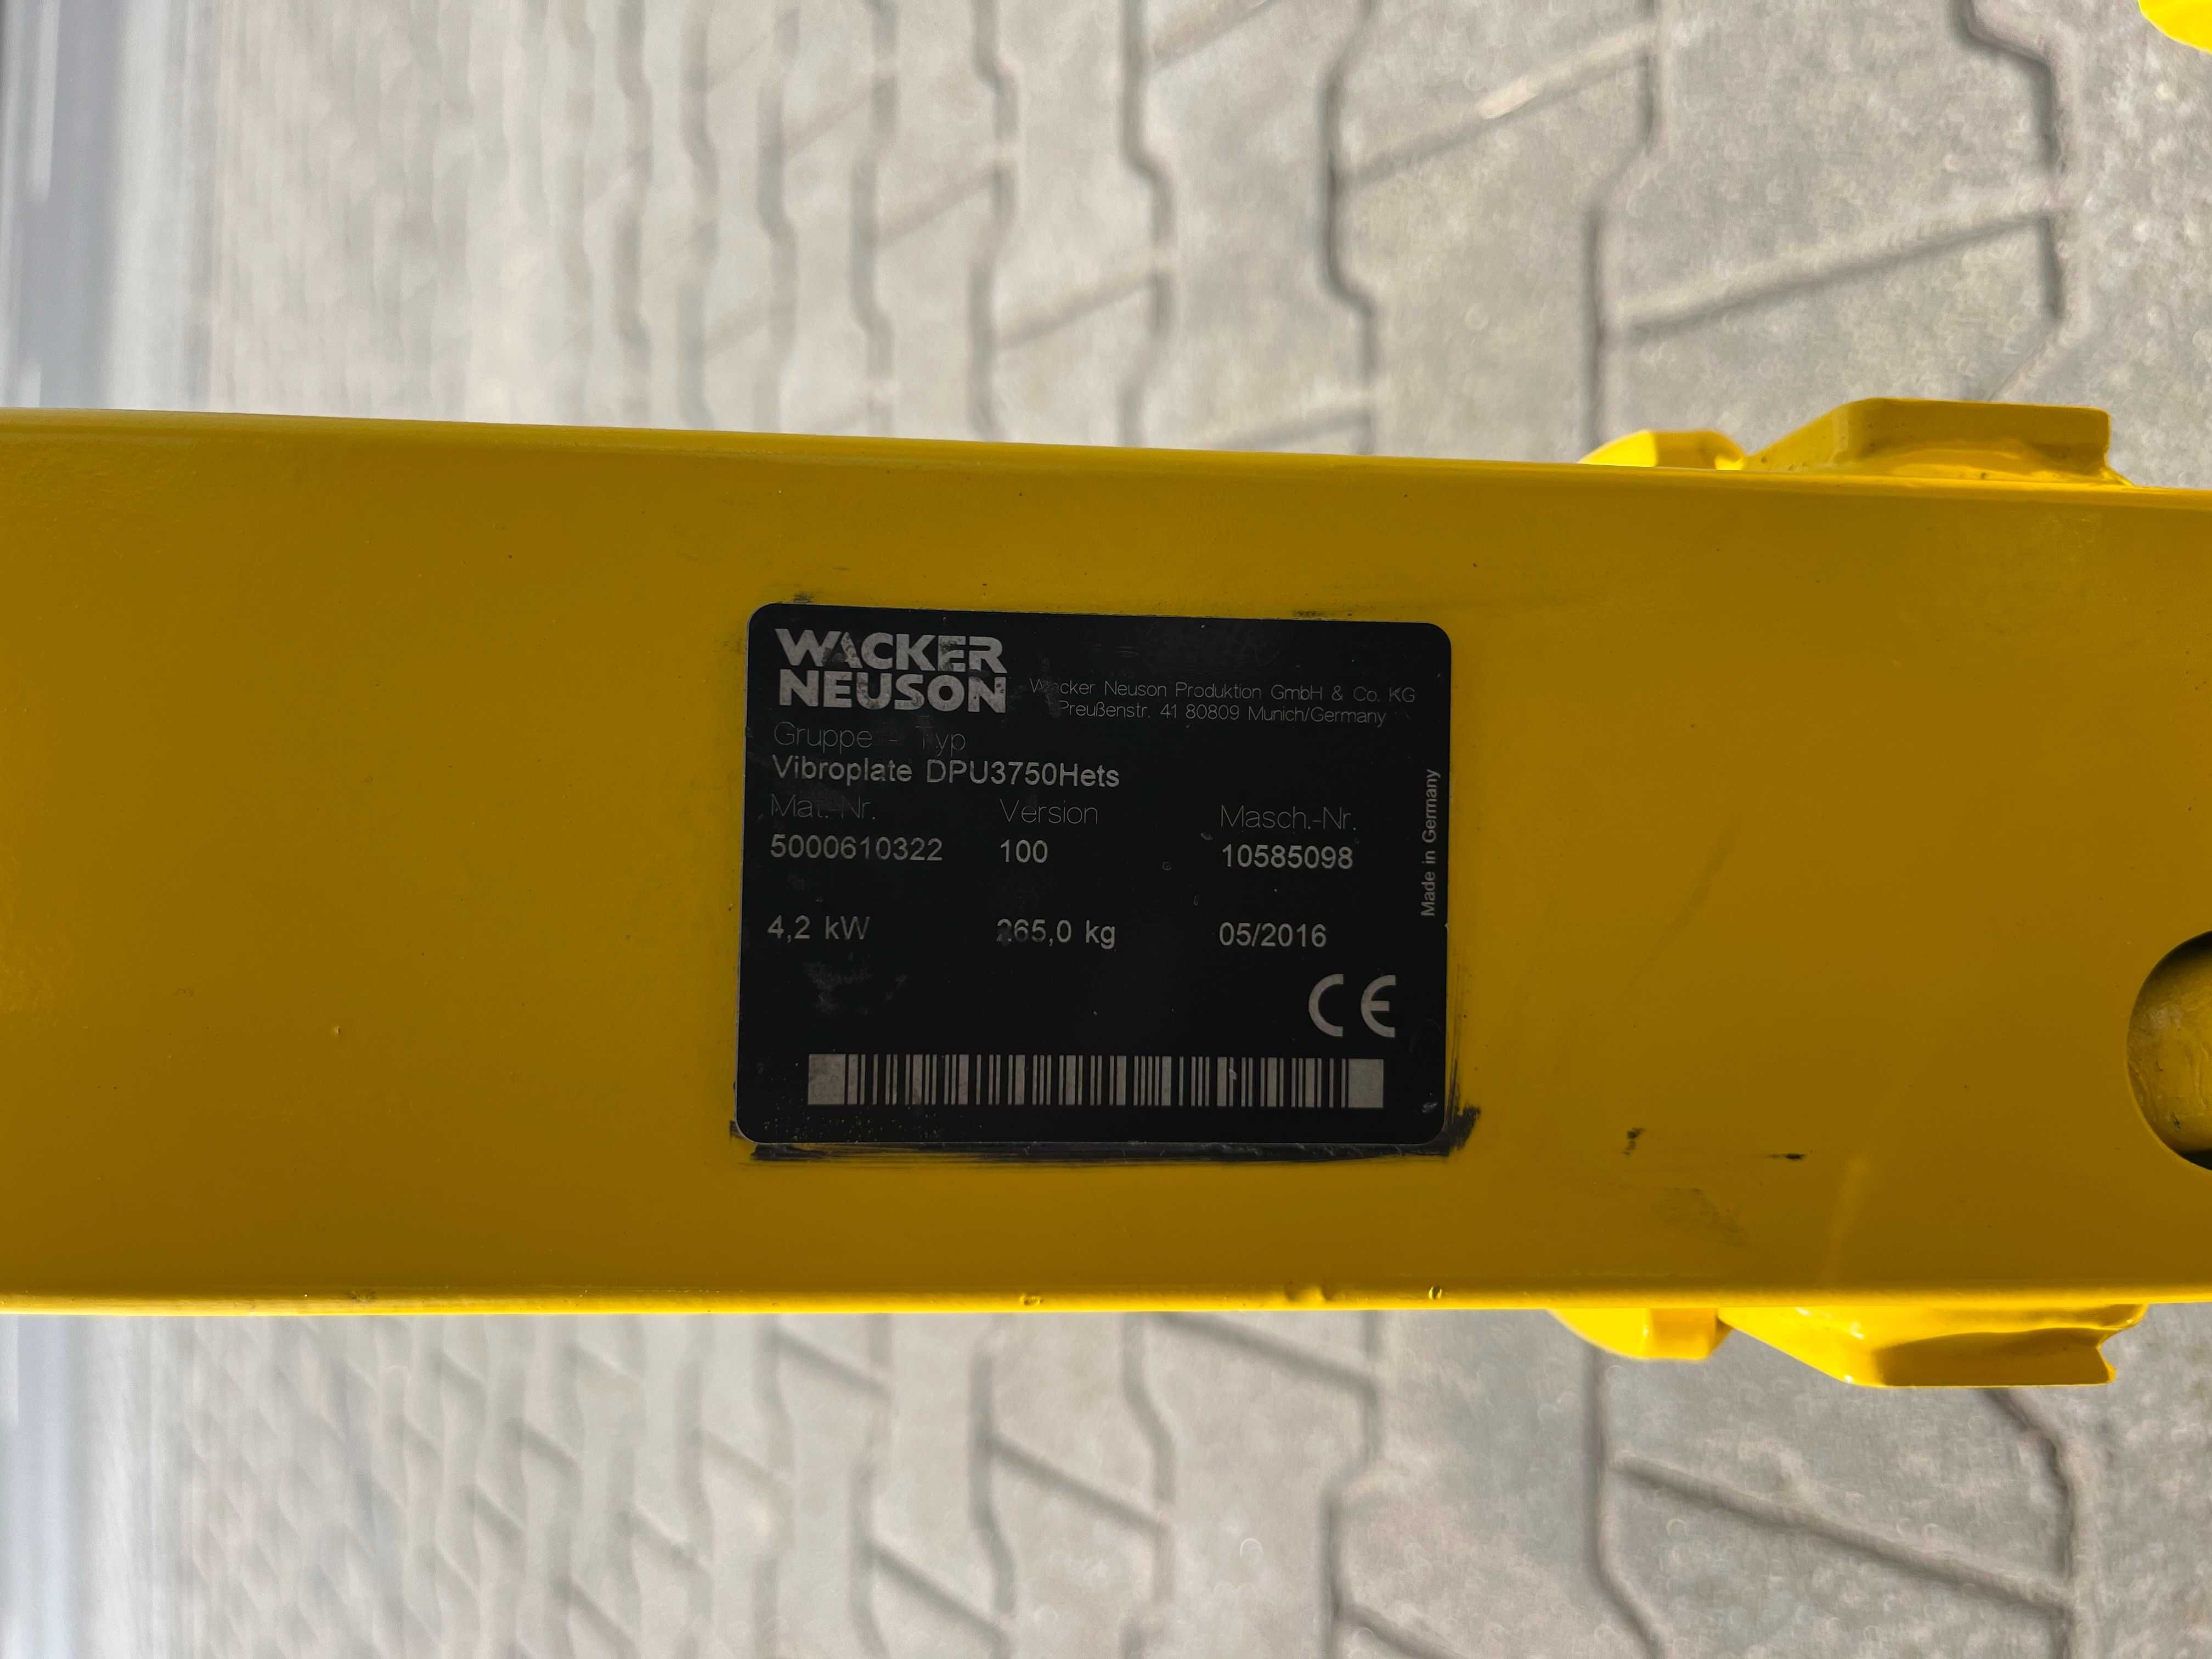 WACKER
NEUSON
Wacker Neuson Produktion GmbH & Co. KG
Preußenstr. 41 80809 Munich/Germany
Gruppe - Typ
Vibroplate DPU3750Hets
Mat.-Nr. Version Masch.-Nr.
5000610322 100 10585098
4,2 kW 265,0 kg 05/2016
Made in Germany
CE